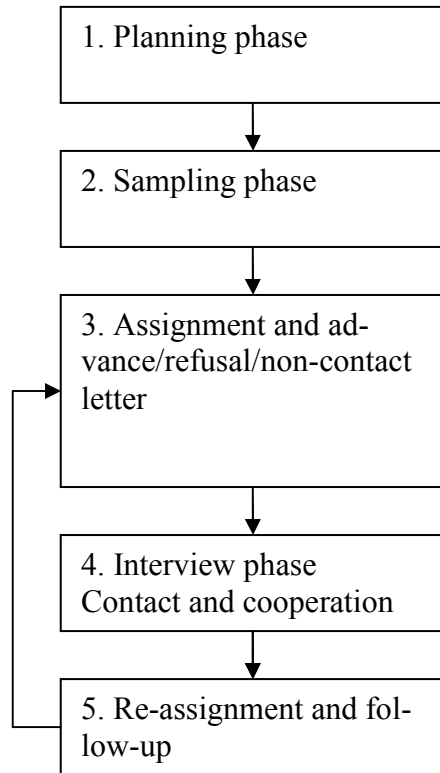 1. Planning phase
2. Sampling phase
3. Assignment and ad-
vance/refusal/non-contact
letter
4. Interview phase
Contact and cooperation
5. Re-assignment and fol-
low-up